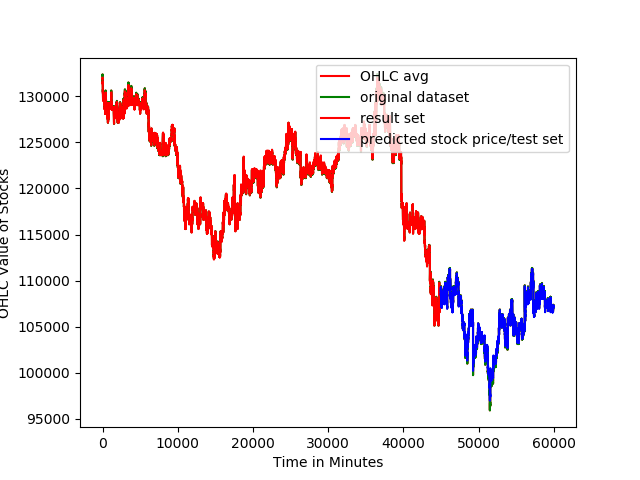 OHLC avg
original dataset
result set
predicted stock price/test set
130000
125000
120000
115000
110000
105000
100000
95000
OHLC Value of Stocks
0
10000
20000
30000
40000
50000
60000
Time in Minutes